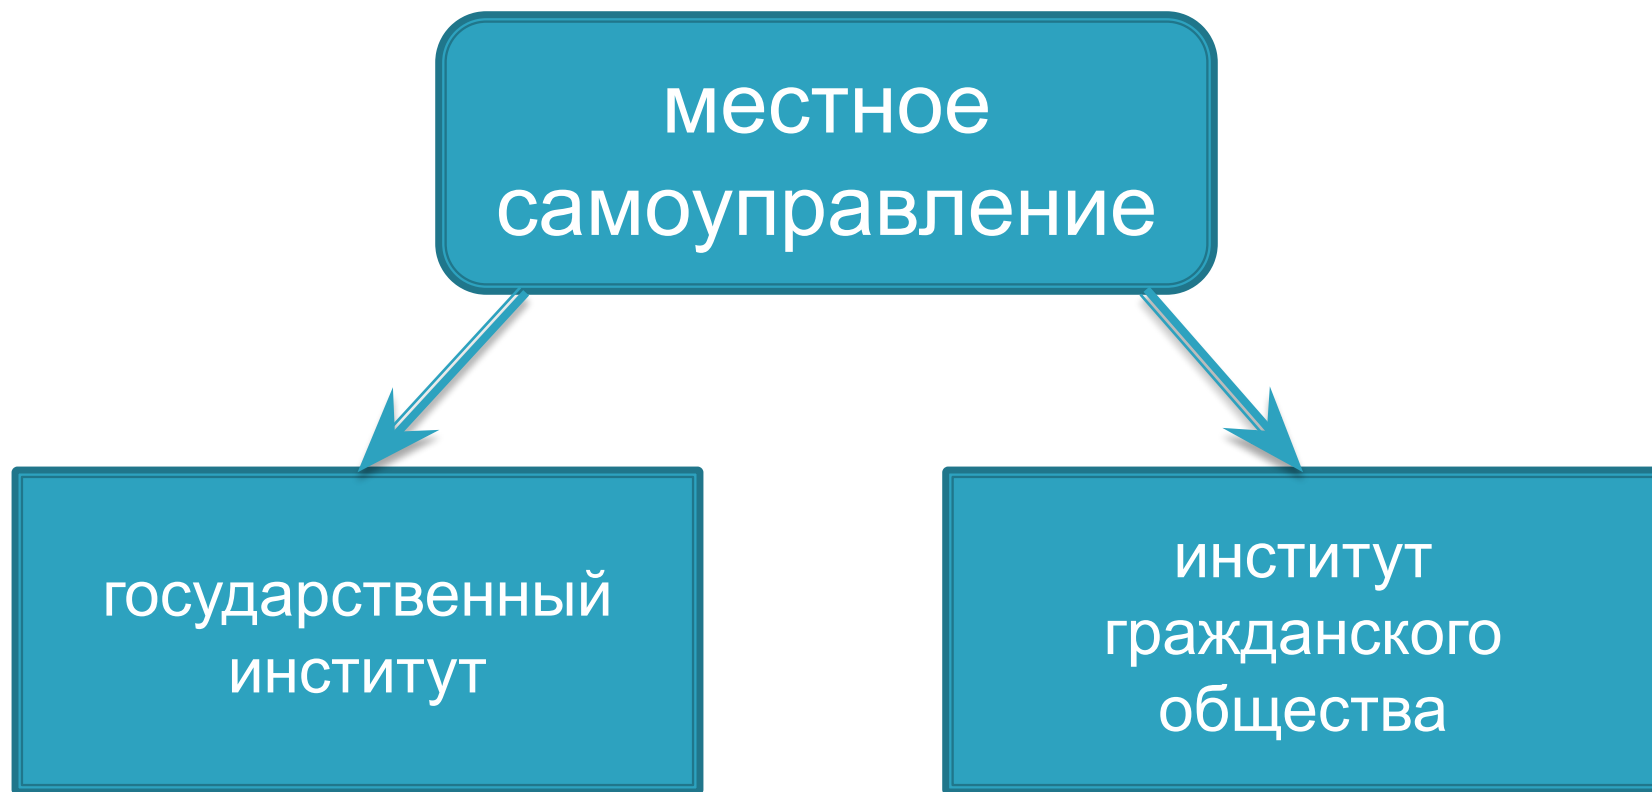 местное
самоуправление
государственный
институт
институт
гражданского
общества